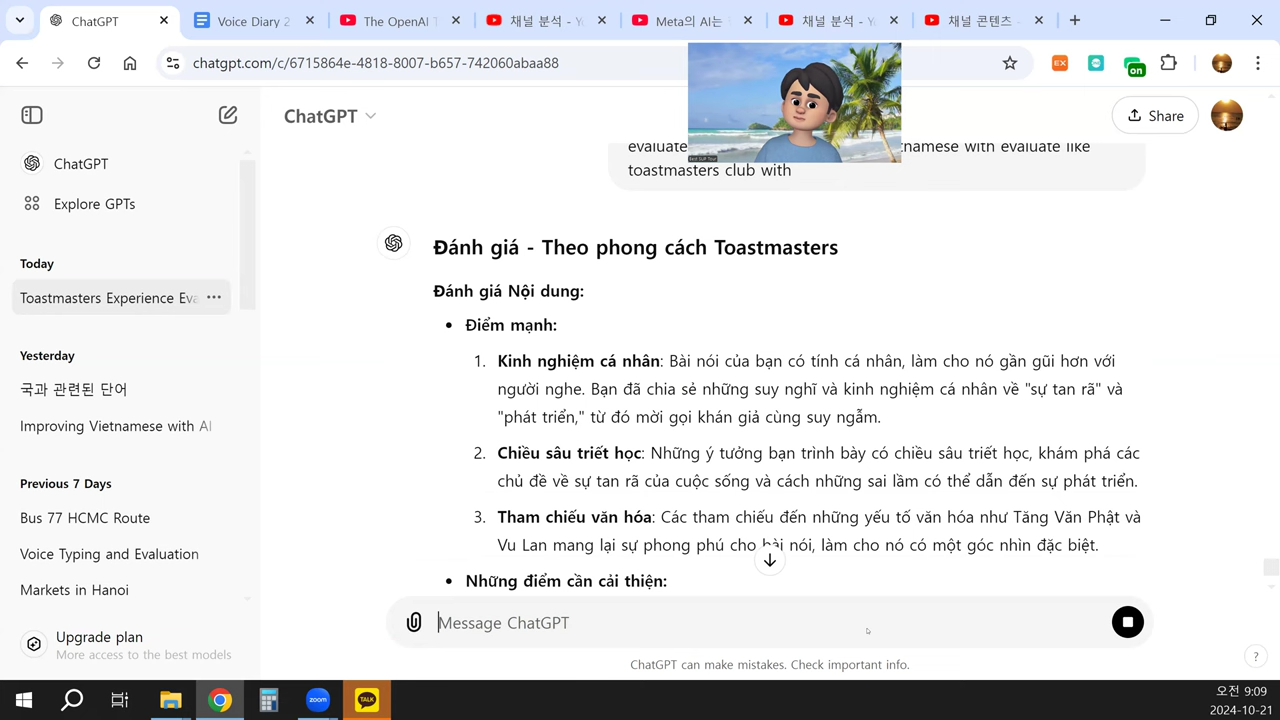 ChatGPT
Voice Diary 2
The OpenAI
채널 분석 - Y
Meta의 AI는
채널 분석 - Yo
채널 콘텐츠 -
chatgpt.com/c/6715864e-4818-8007-b657-742060abaa88
EX
on
ChatGPT
Share
ChatGPT
Explore GPTs
Today
Toastmasters Experience Eva
Yesterday
국과 관련된 단어
Improving Vietnamese with AI
Previous 7 Days
Bus 77 HCMC Route
Voice Typing and Evaluation
Markets in Hanoi
Upgrade plan
More access to the best models
evaluate
namese with evaluate like
toastmasters club with
Đánh giá - Theo phong cách Toastmasters
Đánh giá Nội dung:
Điểm mạnh:
1. Kinh nghiệm cá nhân: Bài nói của bạn có tính cá nhân, làm cho nó gần gũi hơn với
người nghe. Bạn đã chia sẻ những suy nghĩ và kinh nghiệm cá nhân về "sự tan rã" và
"phát triển," từ đó mời gọi khán giả cùng suy ngẫm.
2. Chiều sâu triết học: Những ý tưởng bạn trình bày có chiều sâu triết học, khám phá các
chủ đề về sự tan rã của cuộc sống và cách những sai lầm có thể dẫn đến sự phát triển.
3. Tham chiếu văn hóa: Các tham chiếu đến những yếu tố văn hóa như Tăng Văn Phật và
Vu Lan mang lại sự phong phú cho bài nói, làm cho nó có một góc nhìn đặc biệt.
Những điểm cần cải thiện:
Message ChatGPT
ChatGPT can make mistakes. Check important info.
?
zoom
TALK
오전 9:09
2024-10-21